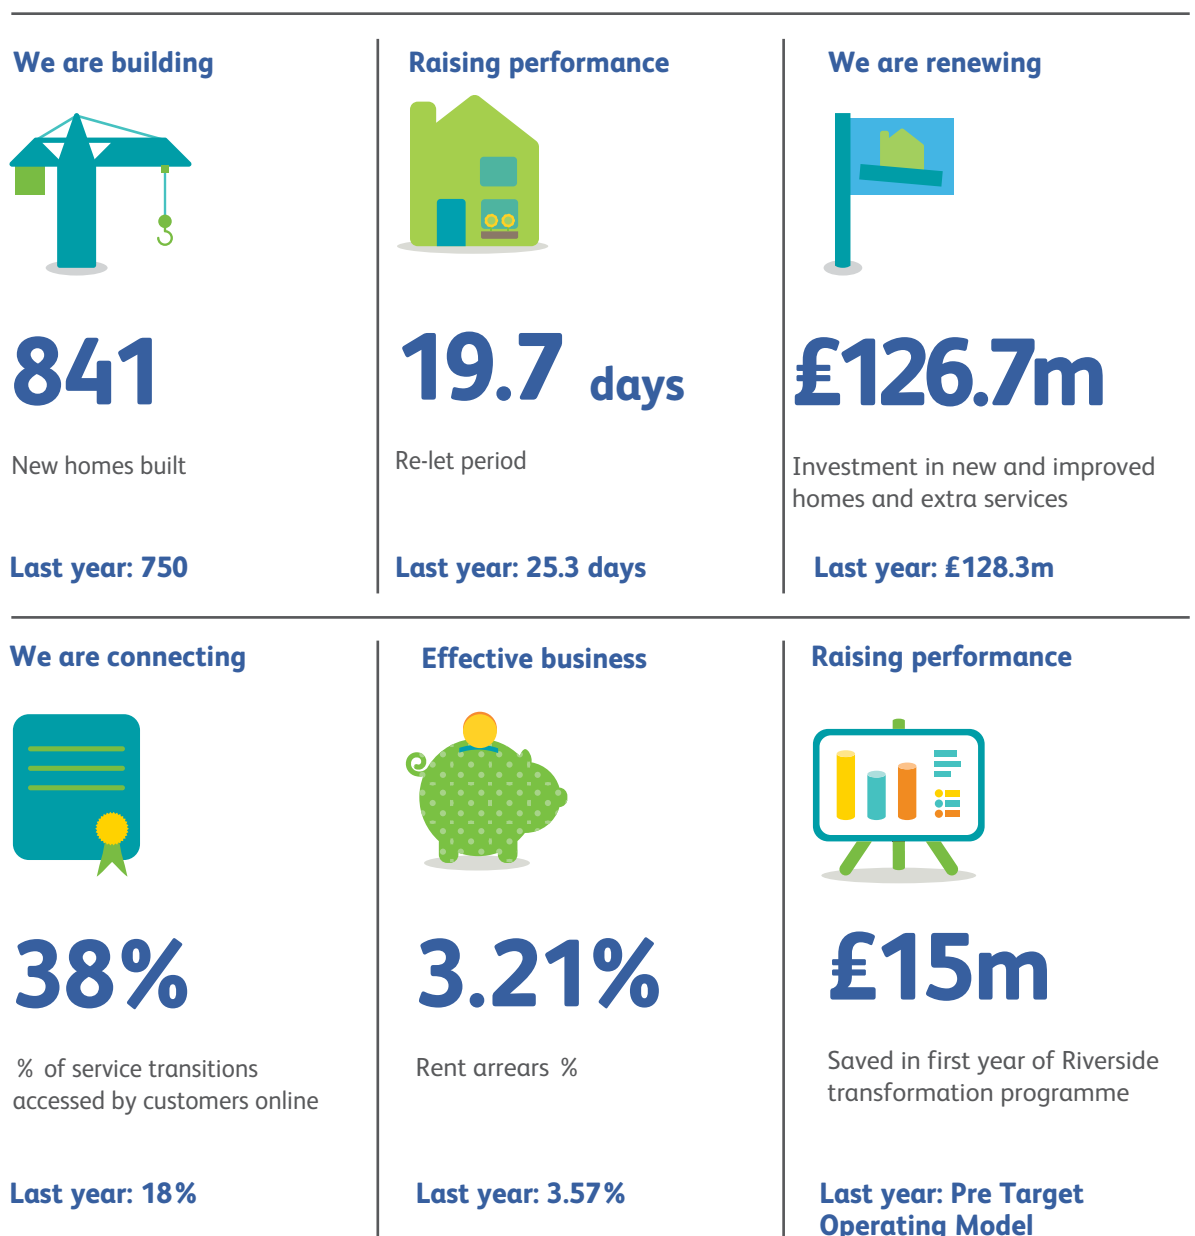 We are building
841
New homes built
Last year: 750
Raising performance
19.7 days
Re-let period
Last year: 25.3 days
We are renewing
£126.7m
Investment in new and improved
homes and extra services
Last year: £128.3m
We are connecting
38%
% of service transitions
accessed by customers online
Last year: 18%
Effective business
3.21%
Rent arrears %
Last year: 3.57%
Raising performance
£15m
Saved in first year of Riverside
transformation programme
Last year: Pre Target
Operating Model